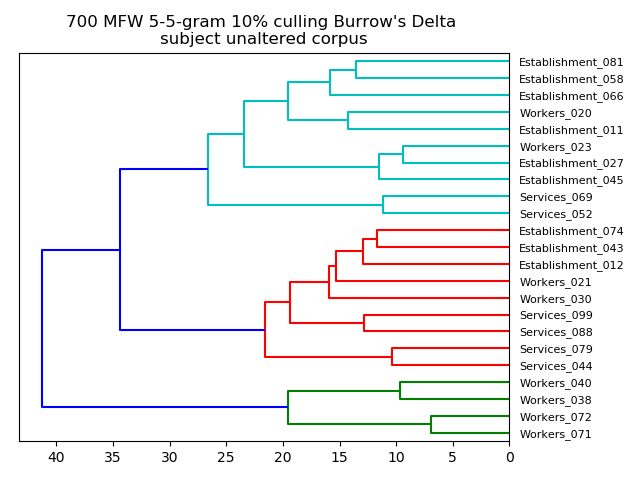 700 MFW 5-5-gram 10% culling Burrow's Delta
subject unaltered corpus
Establishment_081
Establishment_058
Establishment_066
Workers_020
Establishment_011
Workers_023
Establishment_027
Establishment_045
Services_069
Services_052
Establishment_074
Establishment_043
Establishment_012
Workers_021
Workers_030
Services_099
Services_088
Services_079
Services_044
Workers_040
Workers_038
Workers_072
Workers_071
40 35 30 25 20 15 10 5 0